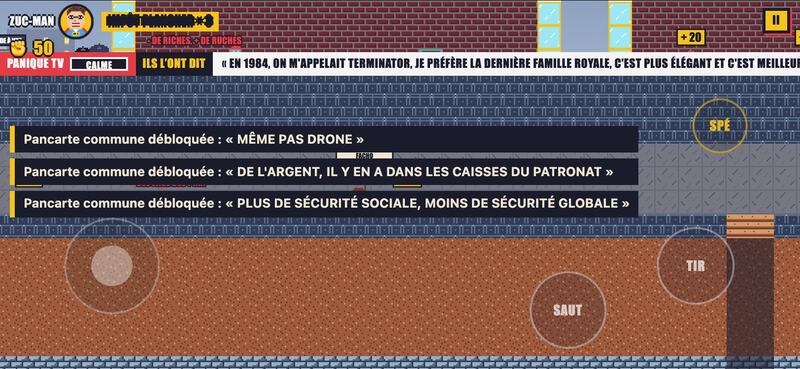 ZUC-MAN
50
- DE RICHES, + DE RUCHES
+20
PANIQUE TV
CALME
ILS L'ONT DIT
« EN 1984, ON M'APPELAIT TERMINATOR, JE PRÉFÈRE LA DERNIÈRE FAMILLE ROYALE, C'EST PLUS ÉLÉGANT ET C'EST MEILLEU
SPÉ
Pancarte commune débloquée : « MÊME PAS DRONE »
FACHO
Pancarte commune débloquée : « DE L'ARGENT, IL Y EN A DANS LES CAISSES DU PATRONAT »
Pancarte commune débloquée : « PLUS DE SÉCURITÉ SOCIALE, MOINS DE SÉCURITÉ GLOBALE »
TIR
SAUT